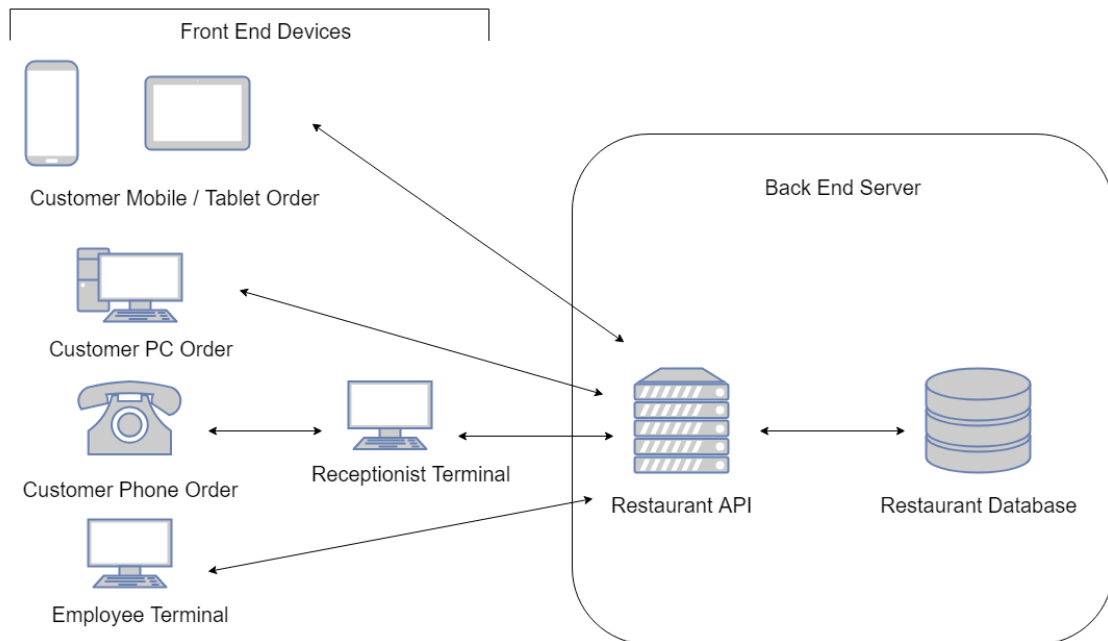 Front End Devices
Customer Mobile / Tablet Order
Back End Server
Customer PC Order
Customer Phone Order
Receptionist Terminal
Restaurant API
Restaurant Database
Employee Terminal